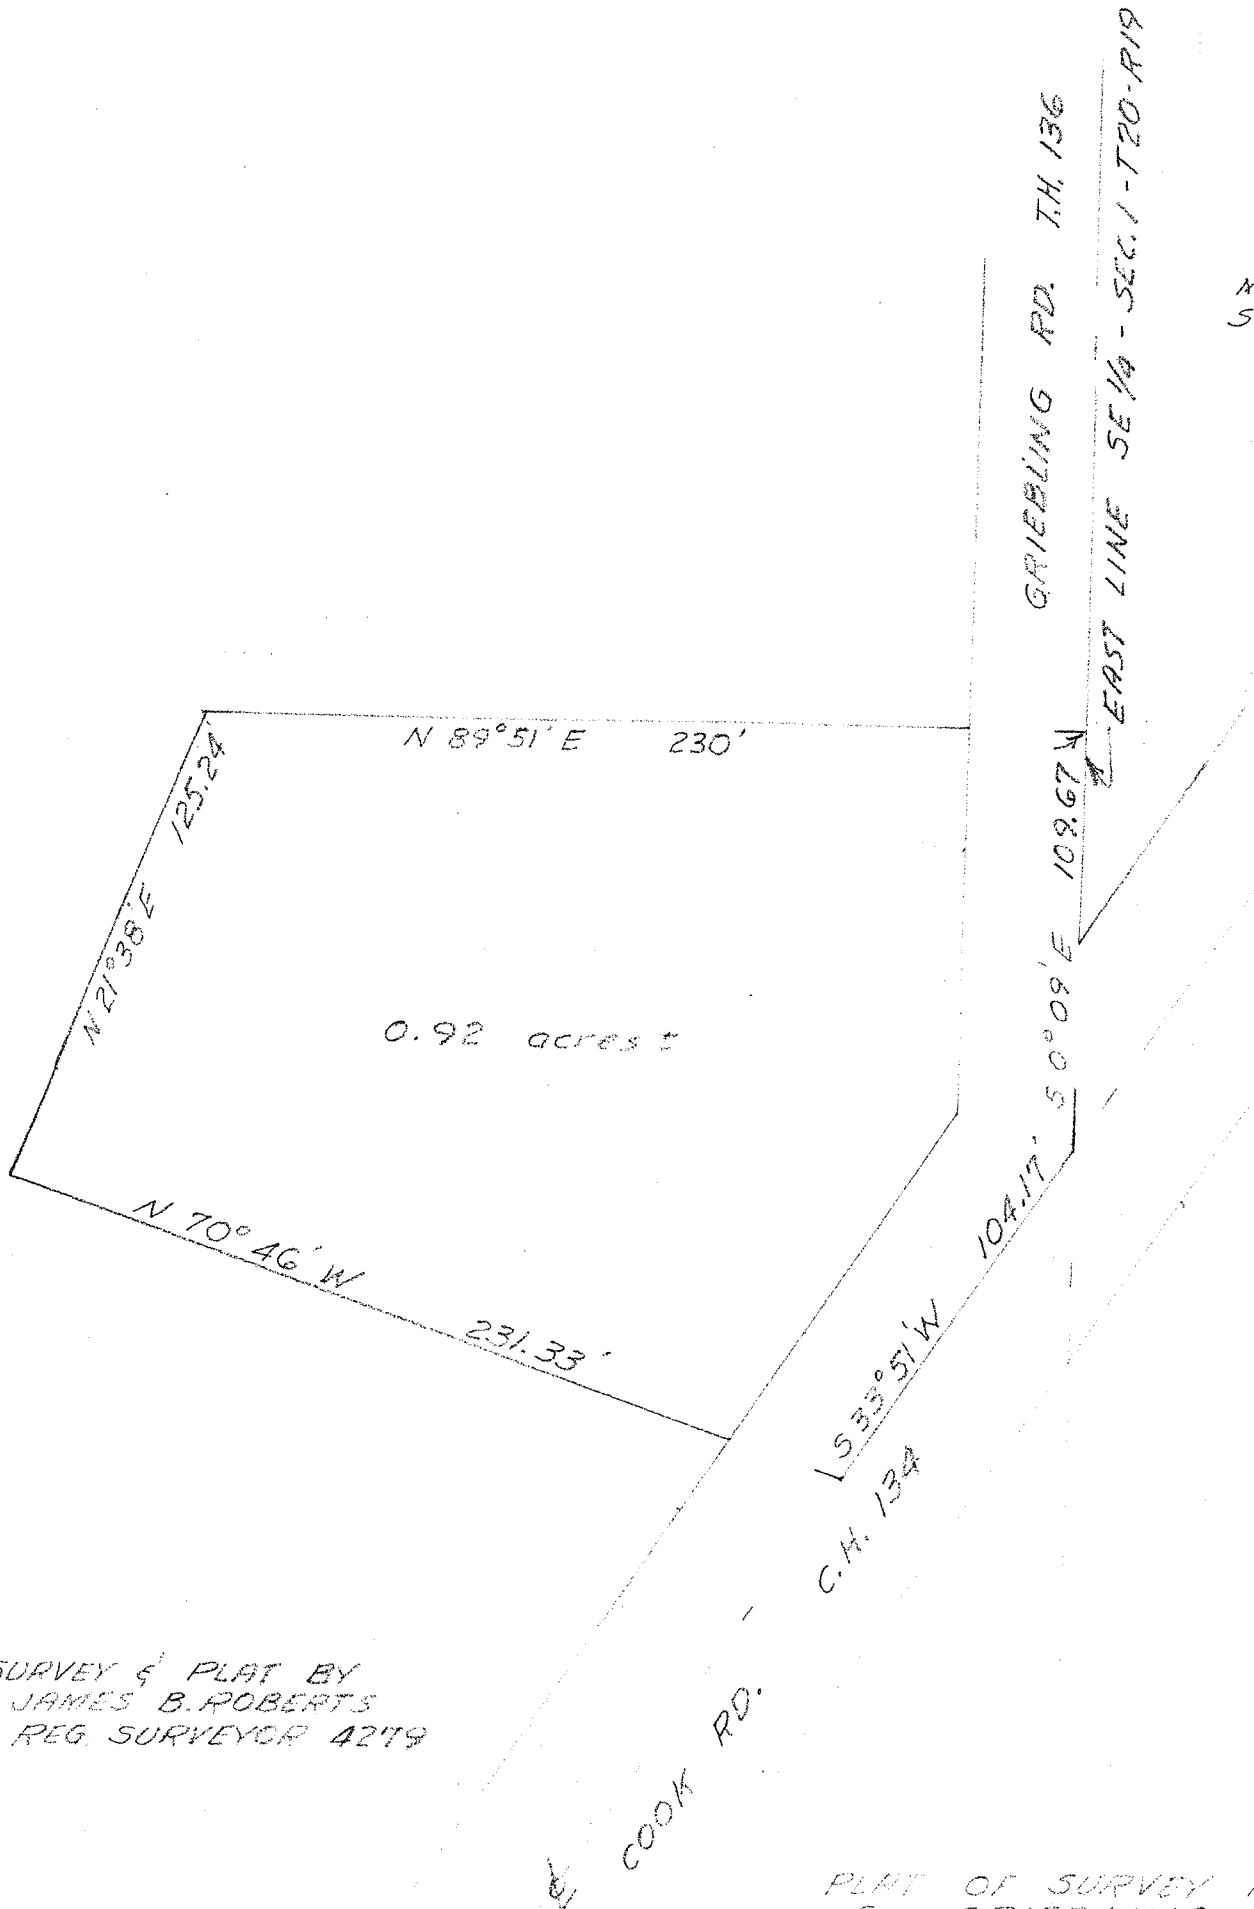 GRIEBLING RD. T.H. 136
EAST LINE SE 1/4 - SEC. 1 - T20 - R19
S
N 89°51' E 230'
N 21°38' E 125.24'
109.67
S 0°09' E
0.92 acres ±
N 70°46' W
231.33'
104.17'
S 33°51' W
C.H. 134
COOK RD.
SURVEY & PLAT BY
JAMES B. ROBERTS
REG. SURVEYOR 4279
PLAT OF SURVEY